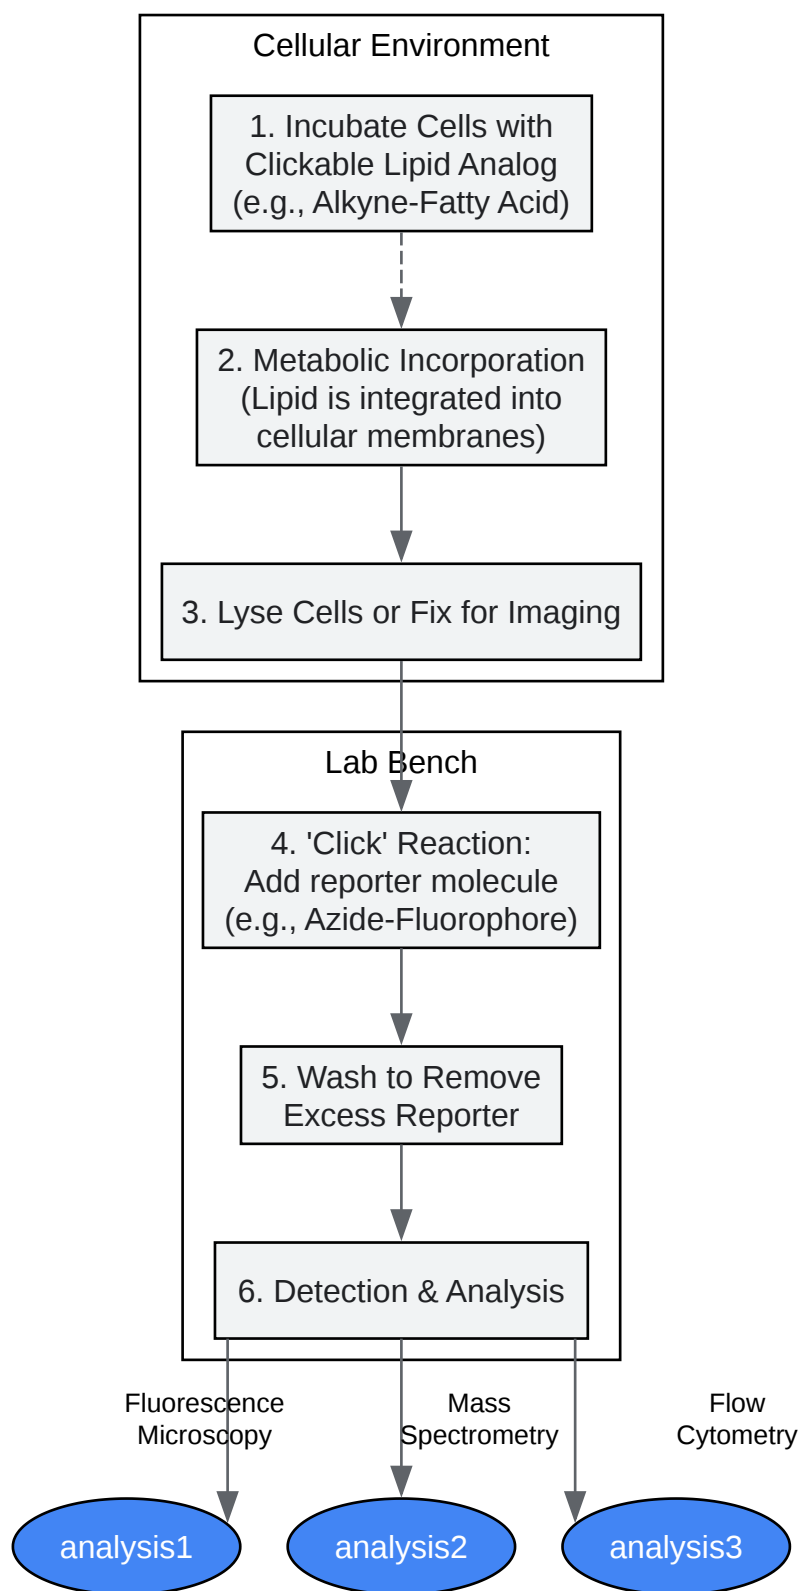 Cellular Environment
1. Incubate Cells with
Clickable Lipid Analog
(e.g., Alkyne-Fatty Acid)
2. Metabolic Incorporation
(Lipid is integrated into
cellular membranes)
3. Lyse Cells or Fix for Imaging
Lab Bench
4. 'Click' Reaction:
Add reporter molecule
(e.g., Azide-Fluorophore)
5. Wash to Remove
Excess Reporter
6. Detection & Analysis
Fluorescence
Microscopy
Mass
Spectrometry
Flow
Cytometry
analysis1
analysis2
analysis3